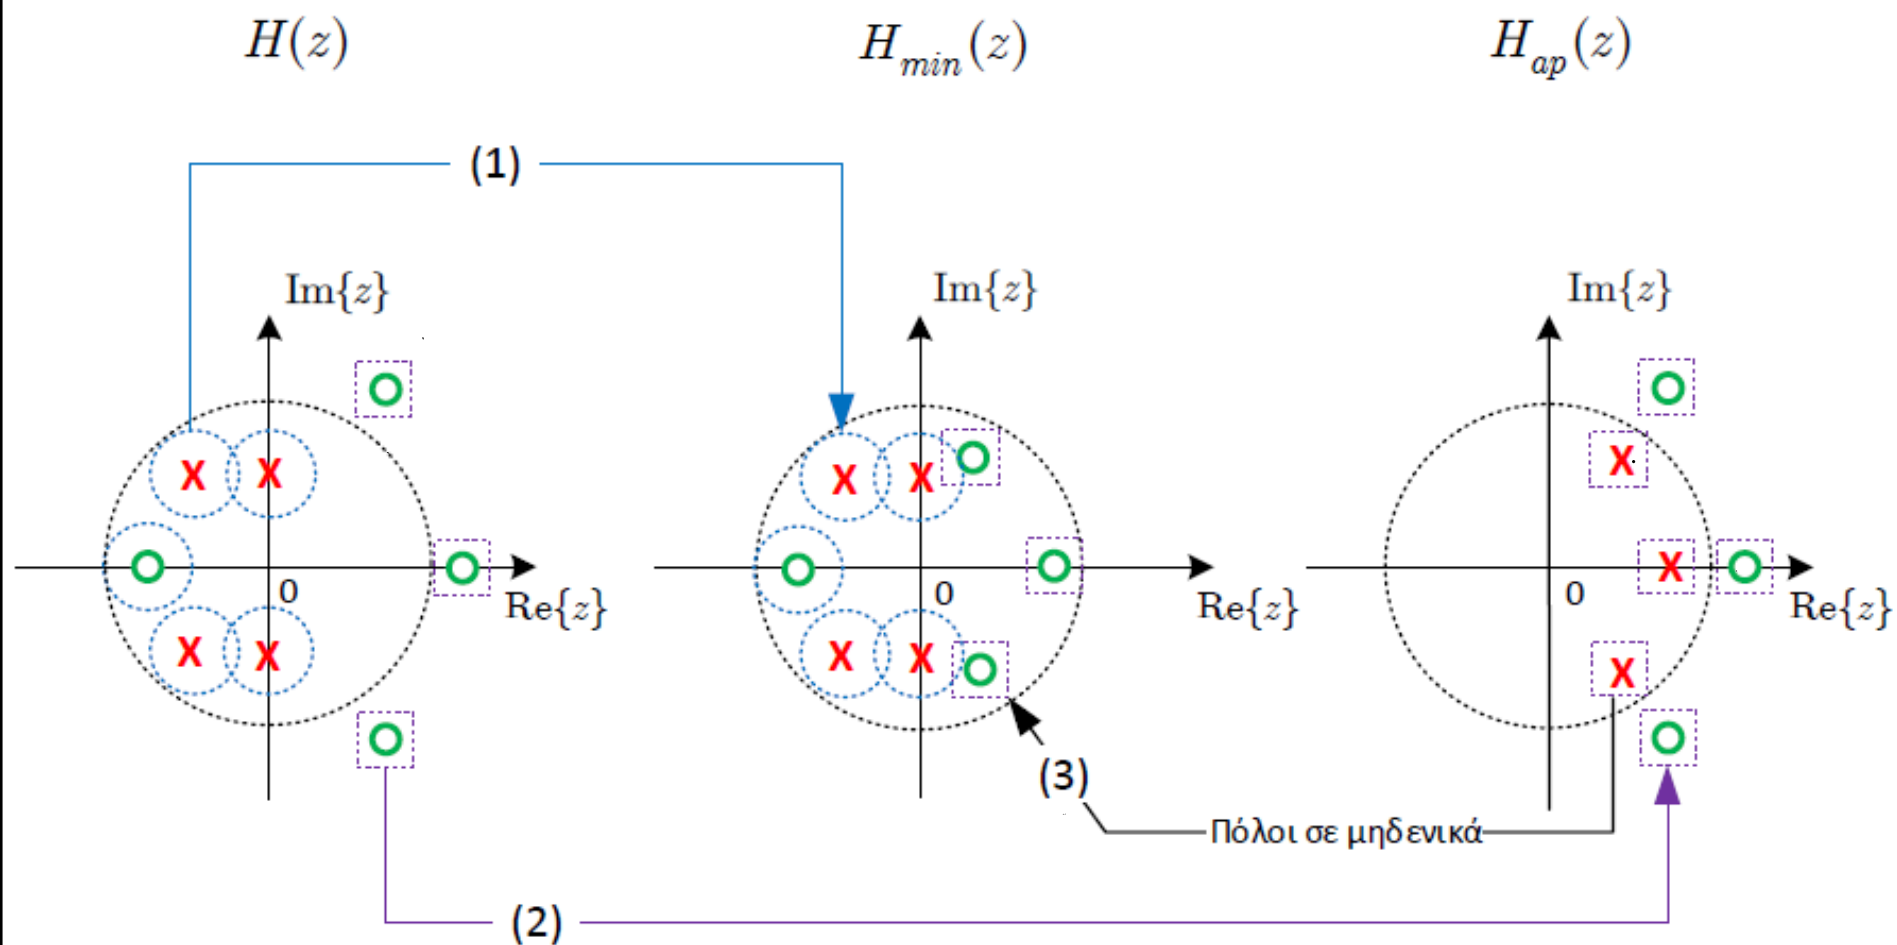 H(z) H_min(z) H_ap(z)
(1)
Im{z} Im{z} Im{z}
X X X X X
0 0 0 X
Re{z} Re{z} Re{z}
X X X X X
(3)
Πόλοι σε μηδενικά
(2)